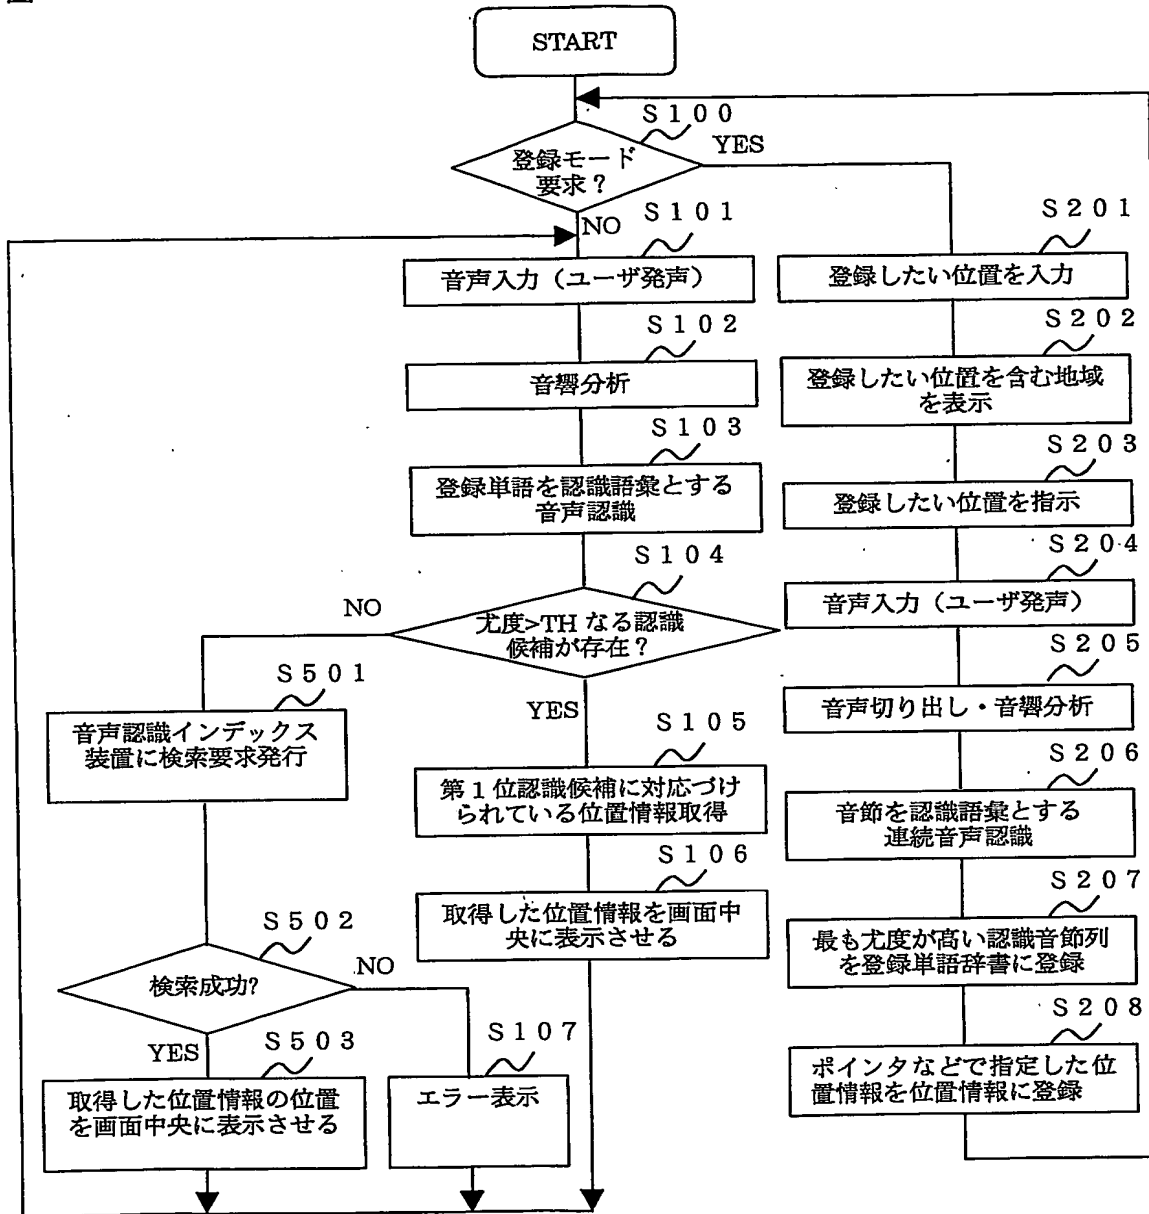 図
START
S100
登録モード
要求?
YES
NO
S101
音声入力(ユーザ発声)
S102
音響分析
S103
登録単語を認識語彙とする
音声認識
S104
尤度>THなる認識
候補が存在?
NO
YES
S501
音声認識インデックス
装置に検索要求発行
S502
検索成功?
NO
YES
S503
取得した位置情報の位置
を画面中央に表示させる
S107
エラー表示
S105
第1位認識候補に対応づけ
られている位置情報取得
S106
取得した位置情報を画面中
央に表示させる
S201
登録したい位置を入力
S202
登録したい位置を含む地域
を表示
S203
登録したい位置を指示
S204
音声入力(ユーザ発声)
S205
音声切り出し・音響分析
S206
音節を認識語彙とする
連続音声認識
S207
最も尤度が高い認識音節列
を登録単語辞書に登録
S208
ポインタなどで指定した位
置情報を位置情報に登録